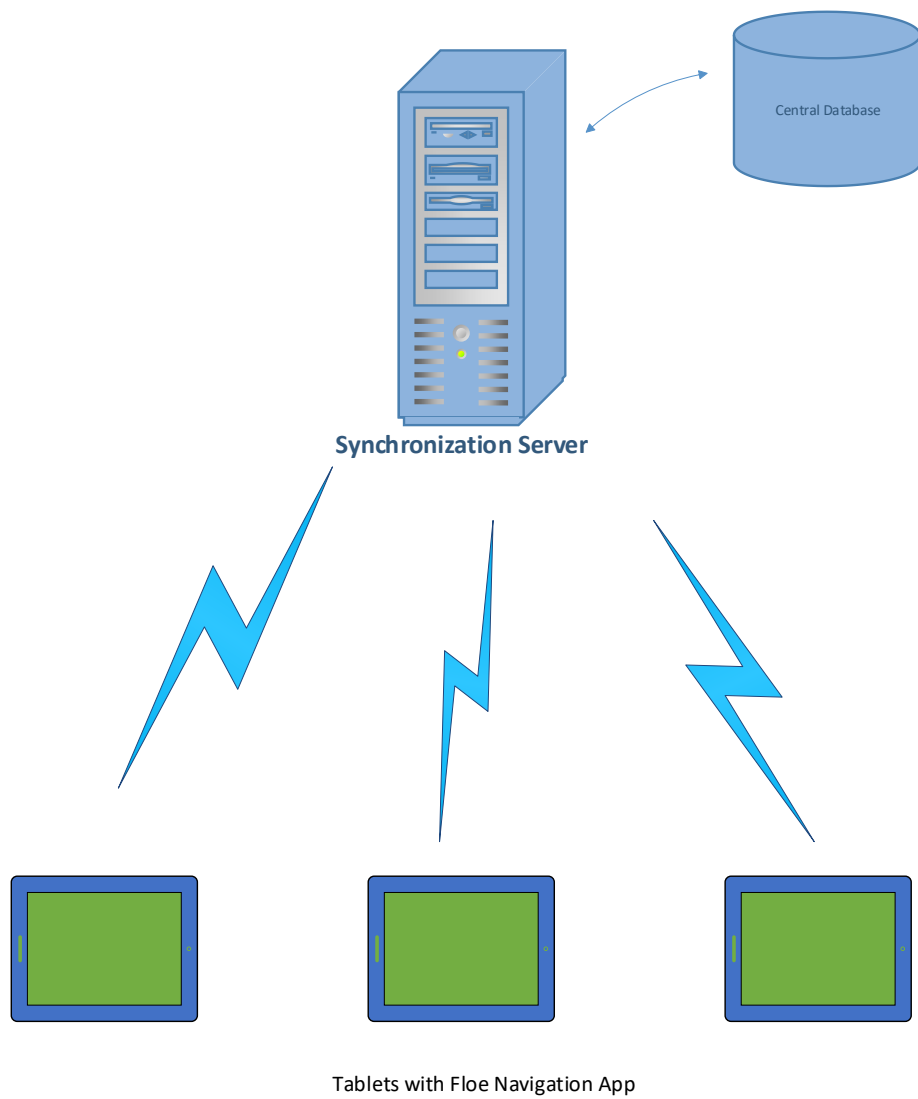 Central Database
Synchronization Server
Tablets with Floe Navigation App